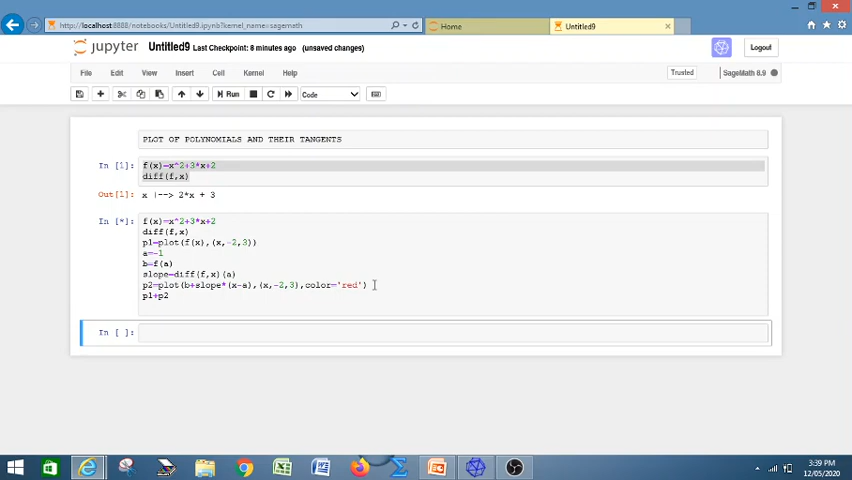 http://localhost:8888/notebooks/Untitled9.ipynb?kernel_name=sagemath
Home
Untitled9
jupyter Untitled9 Last Checkpoint: 8 minutes ago (unsaved changes)
Logout
File Edit View Insert Cell Kernel Help
Trusted
SageMath 8.9
Run
Code
PLOT OF POLYNOMIALS AND THEIR TANGENTS
In [1]: f(x)=x^2+3*x+2
diff(f,x)
Out[1]: x |--> 2*x + 3
In [*]: f(x)=x^2+3*x+2
diff(f,x)
p1=plot(f(x),(x,-2,3))
a=-1
b=f(a)
slope=diff(f,x)(a)
p2=plot(b+slope*(x-a),(x,-2,3),color='red')
p1+p2
In [ ]:
3:39 PM
12/05/2020